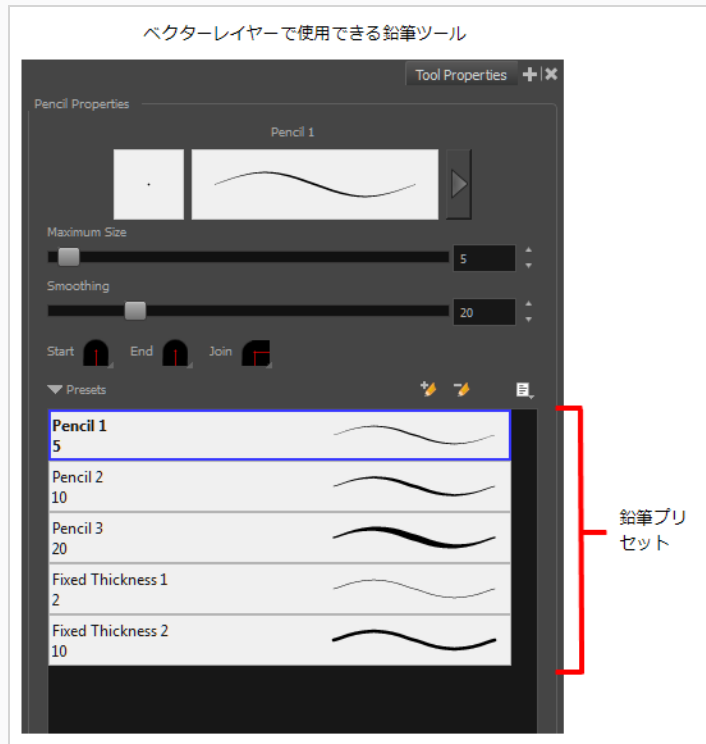 ベクターレイヤーで使用できる鉛筆ツール
Tool Properties
Pencil Properties
Pencil 1
Maximum Size
5
Smoothing
20
Start End Join
Presets
Pencil 1
5
Pencil 2
10
Pencil 3
20
Fixed Thickness 1
2
Fixed Thickness 2
10
鉛筆プリ
セット